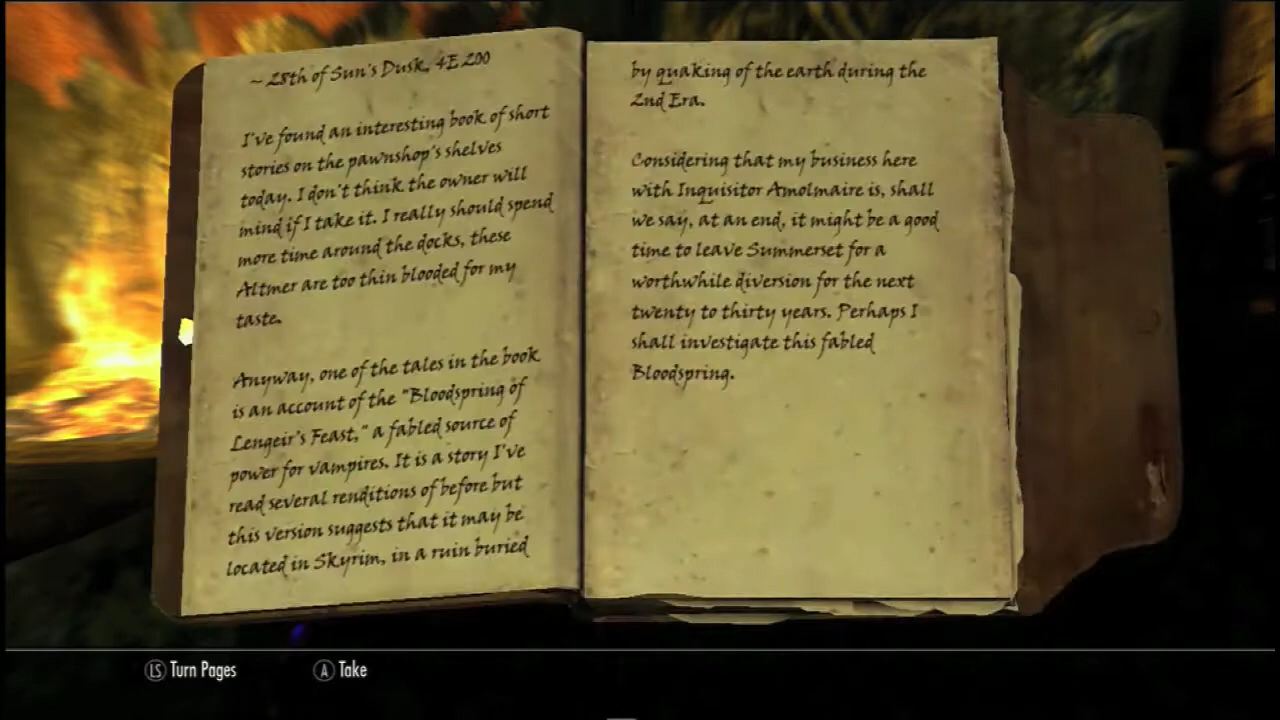 ~ 28th of Sun's Dusk, 4E 200
I've found an interesting book of short
stories on the pawnshop's shelves
today. I don't think the owner will
mind if I take it. I really should spend
more time around the docks, these
Altmer are too thin blooded for my
taste.
Anyway, one of the tales in the book
is an account of the "Bloodspring of
Lengeir's Feast," a fabled source of
power for vampires. It is a story I've
read several renditions of before but
this version suggests that it may be
located in Skyrim, in a ruin buried
by quaking of the earth during the
2nd Era.
Considering that my business here
with Inquisitor Amolmaire is, shall
we say, at an end, it might be a good
time to leave Summerset for a
worthwhile diversion for the next
twenty to thirty years. Perhaps I
shall investigate this fabled
Bloodspring.
LS Turn Pages
A Take